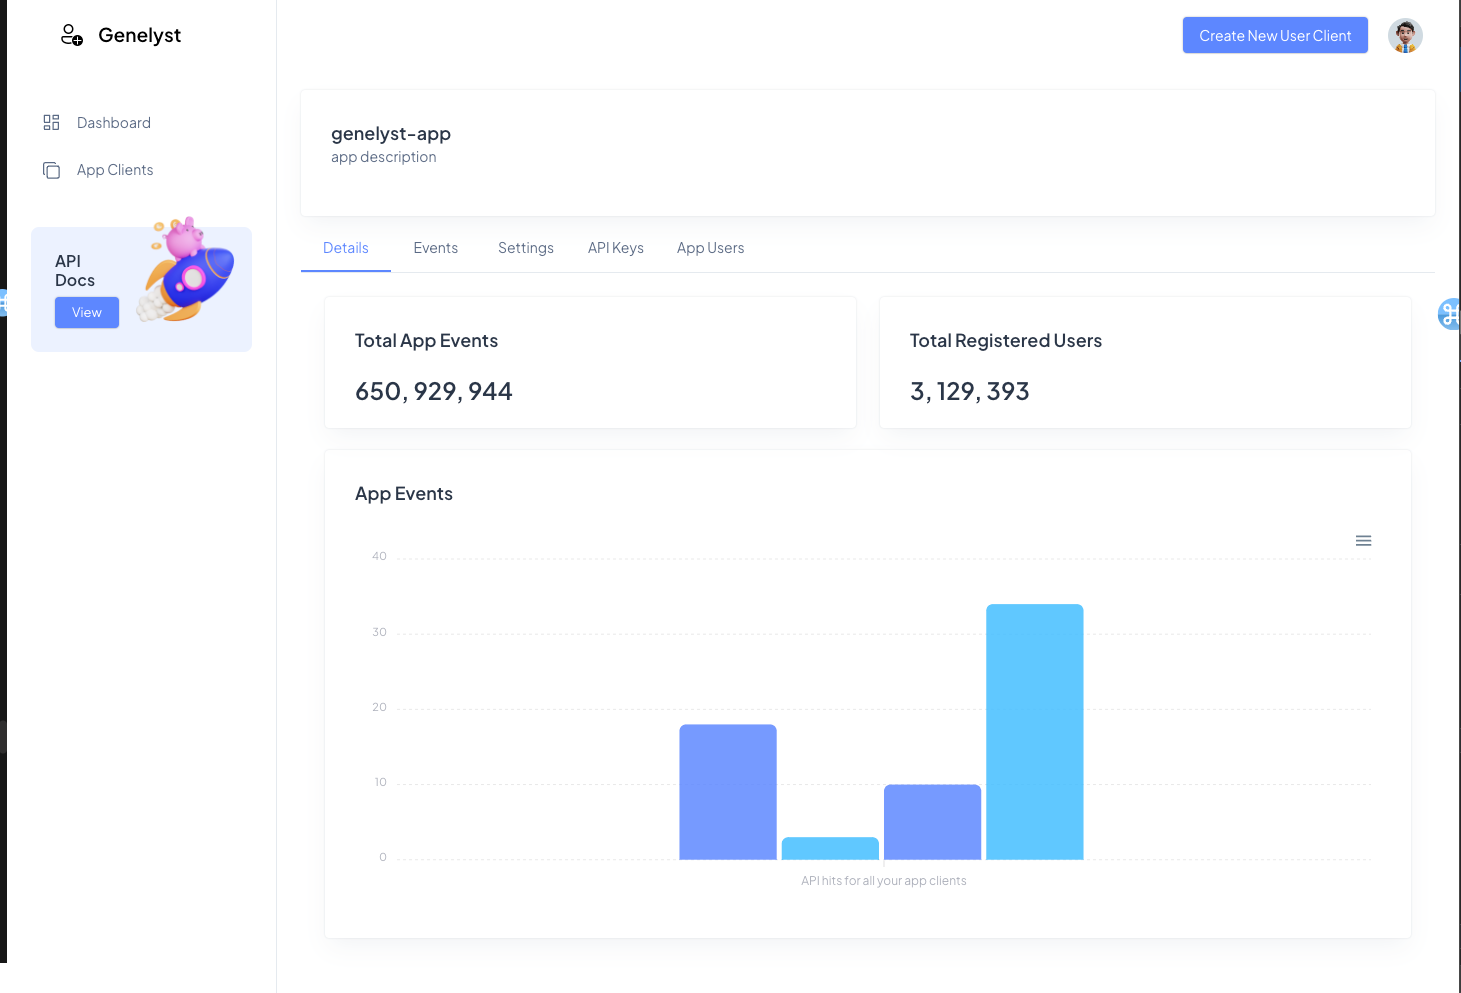 Genelyst
Create New User Client
Dashboard
App Clients
API
Docs
View
genelyst-app
app description
Details
Events
Settings
API Keys
App Users
Total App Events
650, 929, 944
Total Registered Users
3, 129, 393
App Events
40
30
20
10
0
API hits for all your app clients